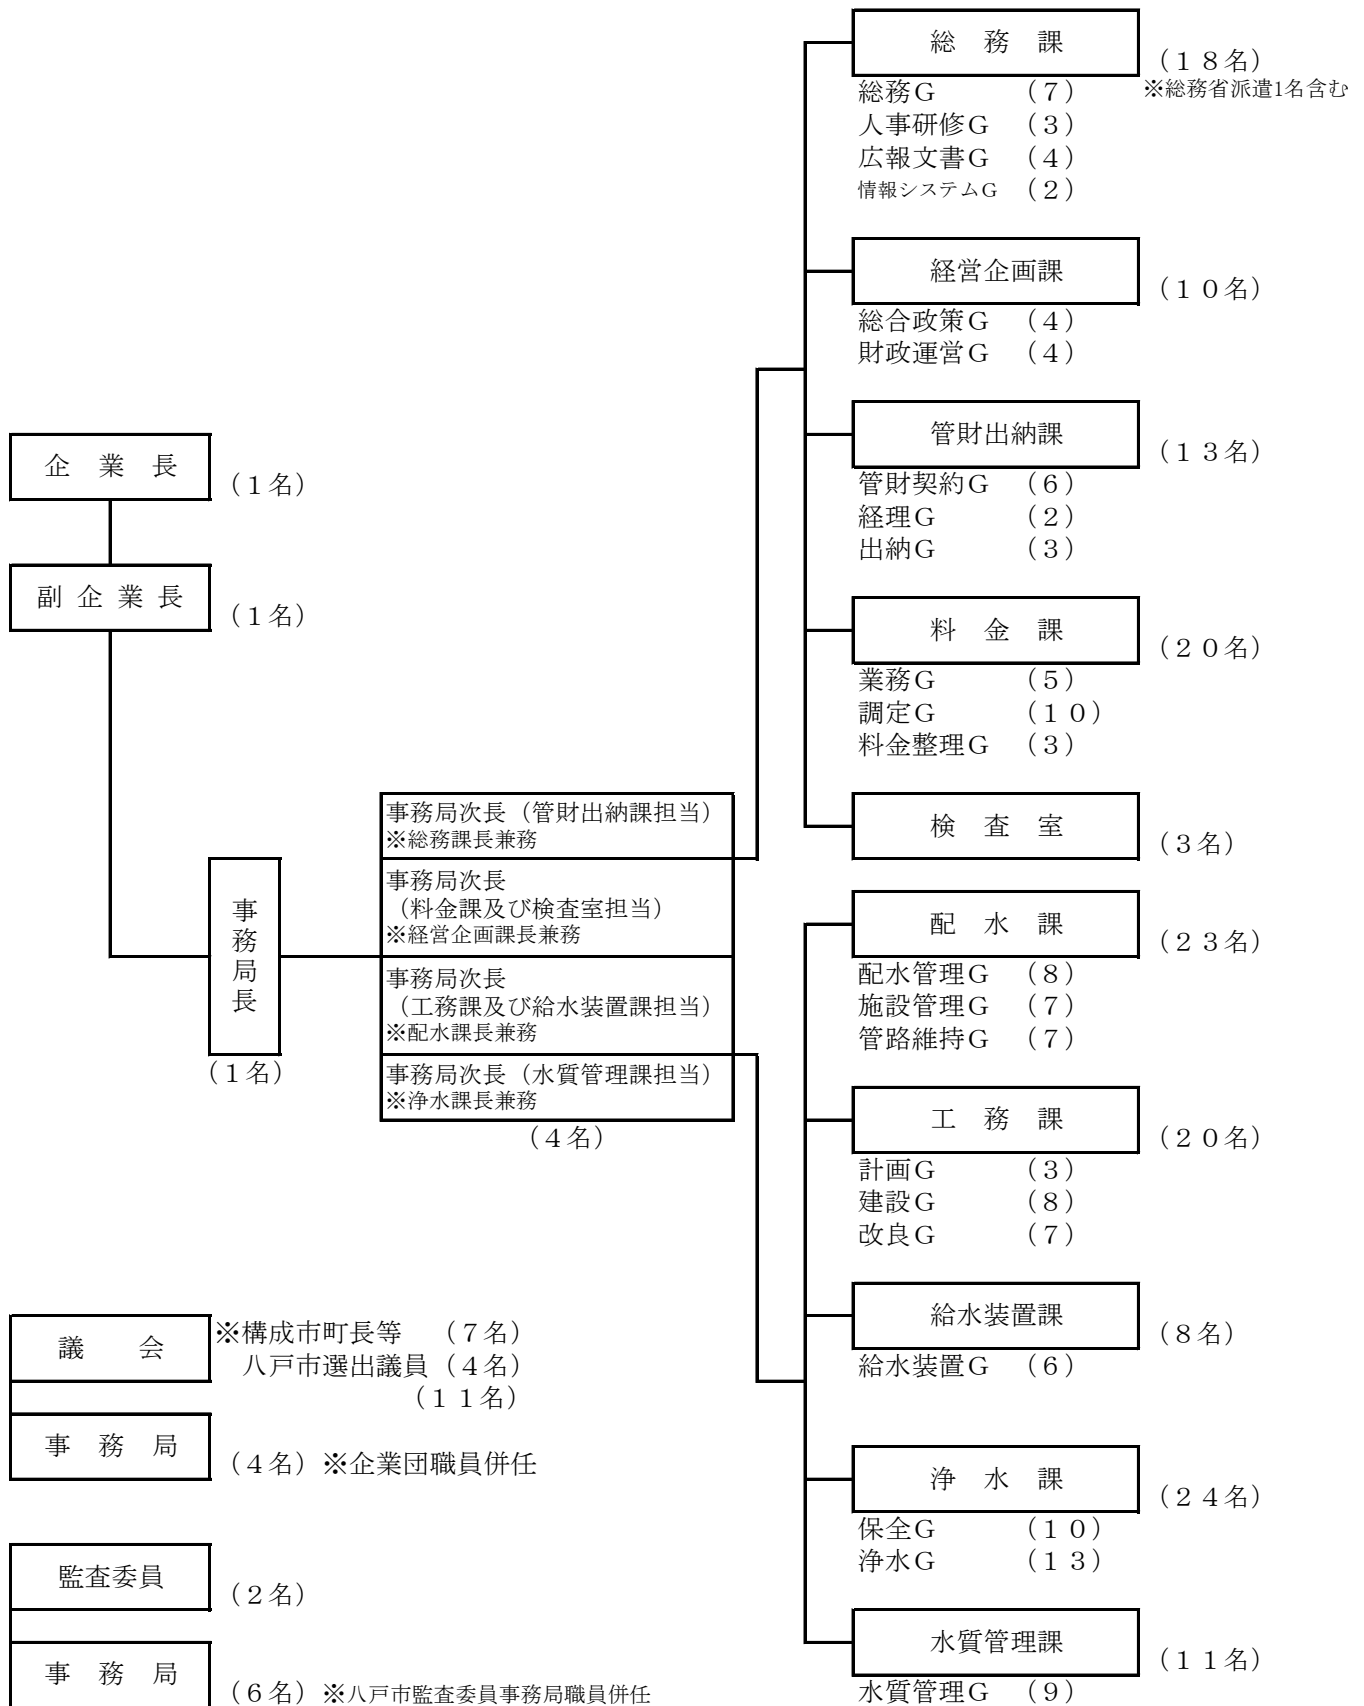 総務課
（１８名）
※総務省派遣1名含む
総務Ｇ （７）
人事研修Ｇ （３）
広報文書Ｇ （４）
情報システムＧ （２）
経営企画課
（１０名）
総合政策Ｇ （４）
財政運営Ｇ （４）
管財出納課
（１３名）
管財契約Ｇ （６）
経理Ｇ （２）
出納Ｇ （３）
料金課
（２０名）
業務Ｇ （５）
調定Ｇ （１０）
料金整理Ｇ （３）
検査室
（３名）
企業長
（１名）
副企業長
（１名）
事務局長
（１名）
事務局次長（管財出納課担当）
※総務課長兼務
事務局次長
（料金課及び検査室担当）
※経営企画課長兼務
事務局次長
（工務課及び給水装置課担当）
※配水課長兼務
事務局次長（水質管理課担当）
※浄水課長兼務
（４名）
配水課
（２３名）
配水管理Ｇ （８）
施設管理Ｇ （７）
管路維持Ｇ （７）
工務課
（２０名）
計画Ｇ （３）
建設Ｇ （８）
改良Ｇ （７）
給水装置課
（８名）
給水装置Ｇ （６）
浄水課
（２４名）
保全Ｇ （１０）
浄水Ｇ （１３）
水質管理課
（１１名）
水質管理Ｇ （９）
議会
※構成市町長等 （７名）
八戸市選出議員（４名）
（１１名）
事務局
（４名）※企業団職員併任
監査委員
（２名）
事務局
（６名）※八戸市監査委員事務局職員併任